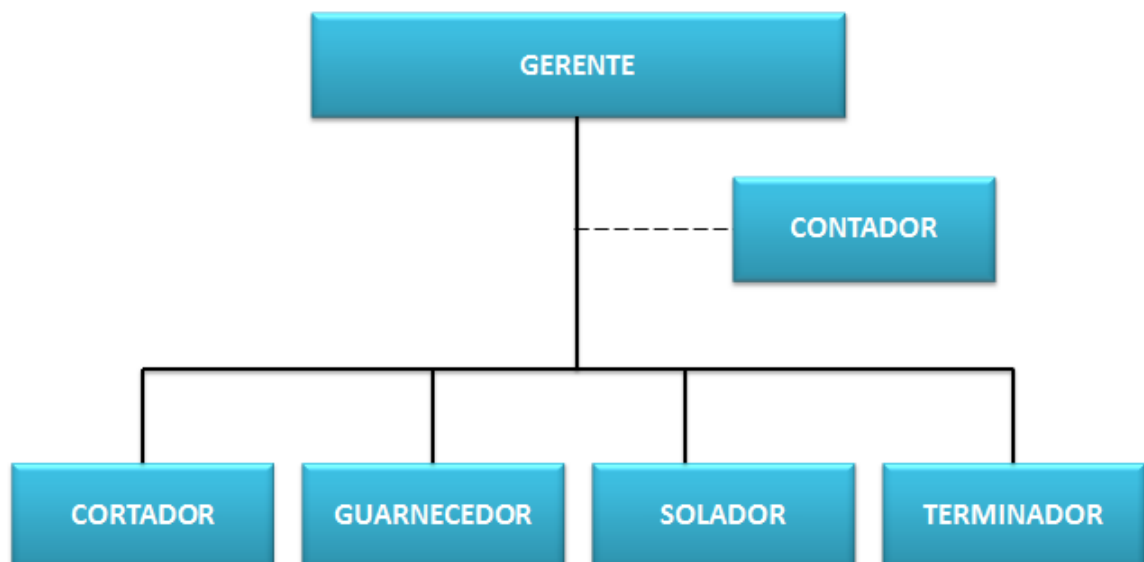 GERENTE
CONTADOR
CORTADOR
GUARNECEDOR
SOLADOR
TERMINADOR